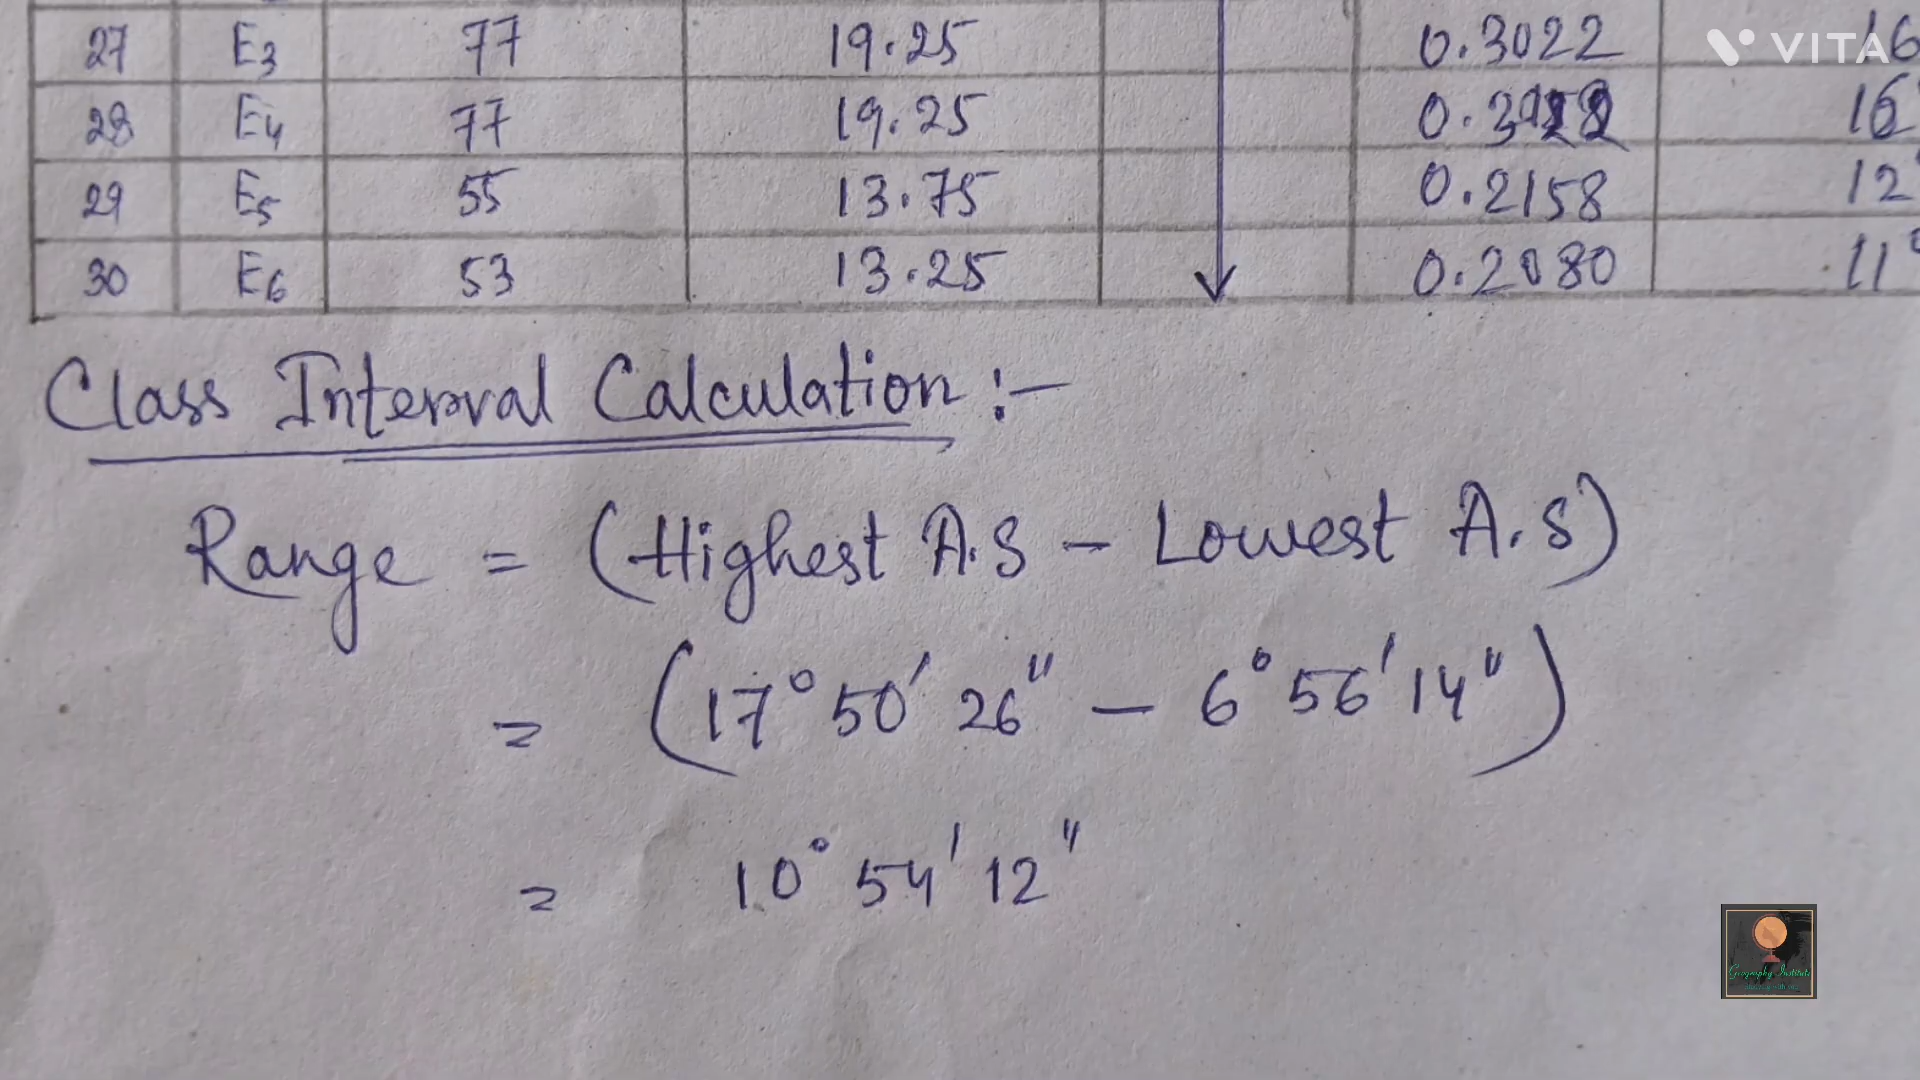 27 E3 77 19.25 0.3022 16
VITA
28 E4 77 19.25 16
29 E5 55 13.75 0.2158 12°
30 E6 53 13.25 0.2080 11°
Class Interval Calculation :-
Range = (Highest A.S - Lowest A.S)
= (17° 50' 26" - 6° 56' 14")
= 10° 54' 12"
Geography Institute